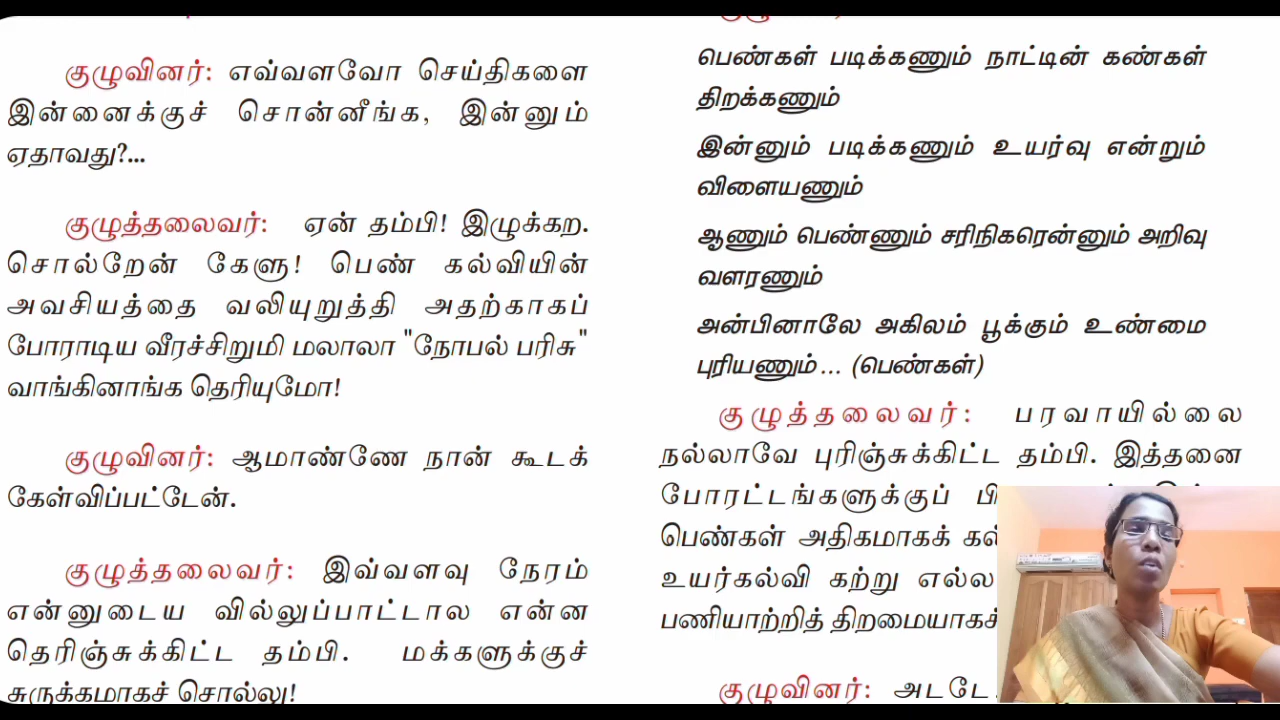 குழுவினர்: எவ்வளவோ செய்திகளை
இன்னைக்குச் சொன்னீங்க, இன்னும்
ஏதாவது?...
குழுத்தலைவர்: ஏன் தம்பி! இழுக்கற.
சொல்றேன் கேளு! பெண் கல்வியின்
அவசியத்தை வலியுறுத்தி அதற்காகப்
போராடிய வீரச்சிறுமி மலாலா "நோபல் பரிசு"
வாங்கினாங்க தெரியுமோ!
குழுவினர்: ஆமாண்ணே நான் கூடக்
கேள்விப்பட்டேன்.
குழுத்தலைவர்: இவ்வளவு நேரம்
என்னுடைய வில்லுப்பாட்டால என்ன
தெரிஞ்சுக்கிட்ட தம்பி. மக்களுக்குச்
சுருக்கமாகச் சொல்லு!
பெண்கள் படிக்கணும் நாட்டின் கண்கள்
திறக்கணும்
இன்னும் படிக்கணும் உயர்வு என்றும்
விளையணும்
ஆணும் பெண்ணும் சரிநிகரென்னும் அறிவு
வளரணும்
அன்பினாலே அகிலம் பூக்கும் உண்மை
புரியணும்... (பெண்கள்)
குழுத்தலைவர்: பரவாயில்லை
நல்லாவே புரிஞ்சுக்கிட்ட தம்பி. இத்தனை
போரட்டங்களுக்குப்
பெண்கள் அதிகமாகக்
உயர்கல்வி கற்று
பணியாற்றித் திறமையாகச்
குழுவினர்: